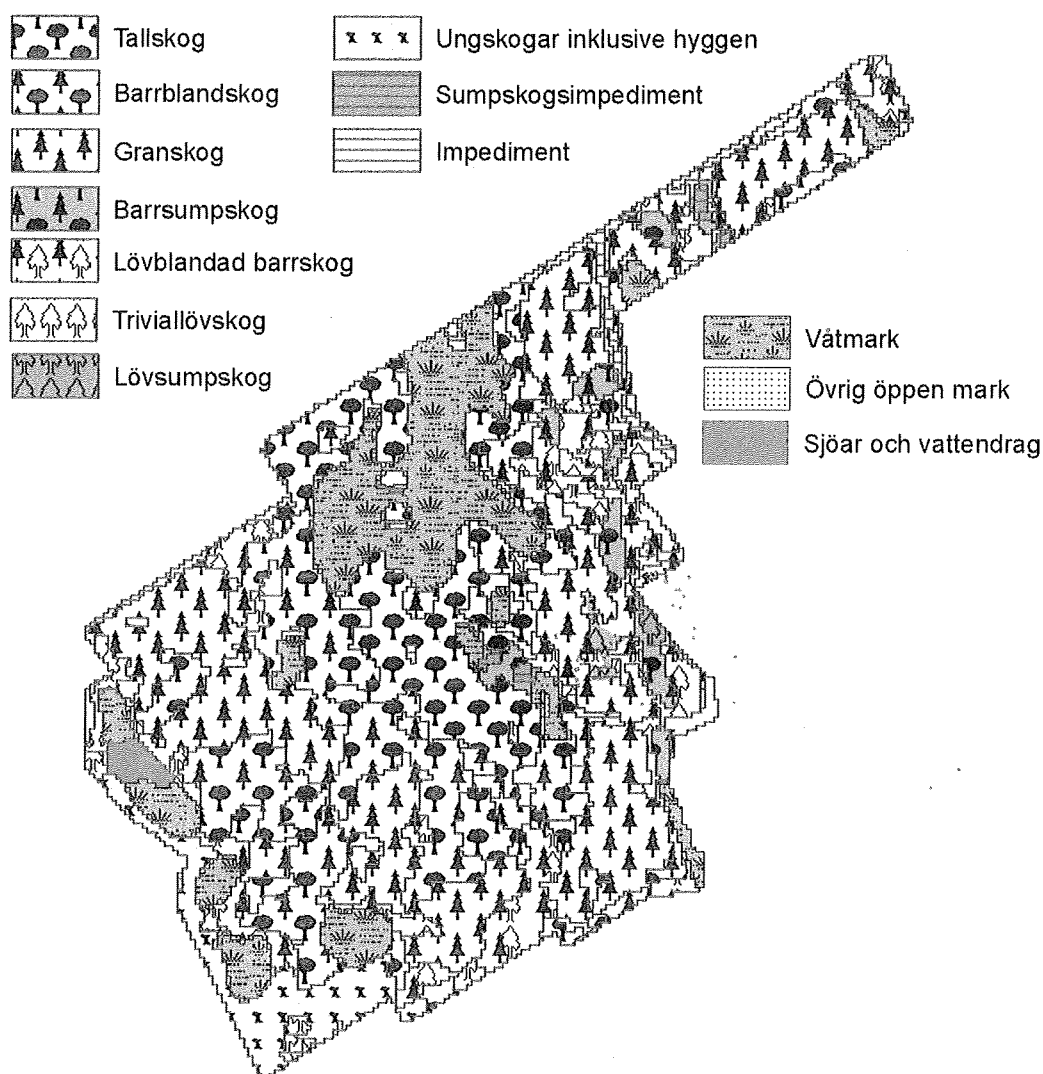 Tallskog
Barrblandskog
Granskog
Barrsumpskog
Lövblandad barrskog
Triviallövskog
Lövsumpskog
Ungskogar inklusive hyggen
Sumpskogsimpediment
Impediment
Våtmark
Övrig öppen mark
Sjöar och vattendrag